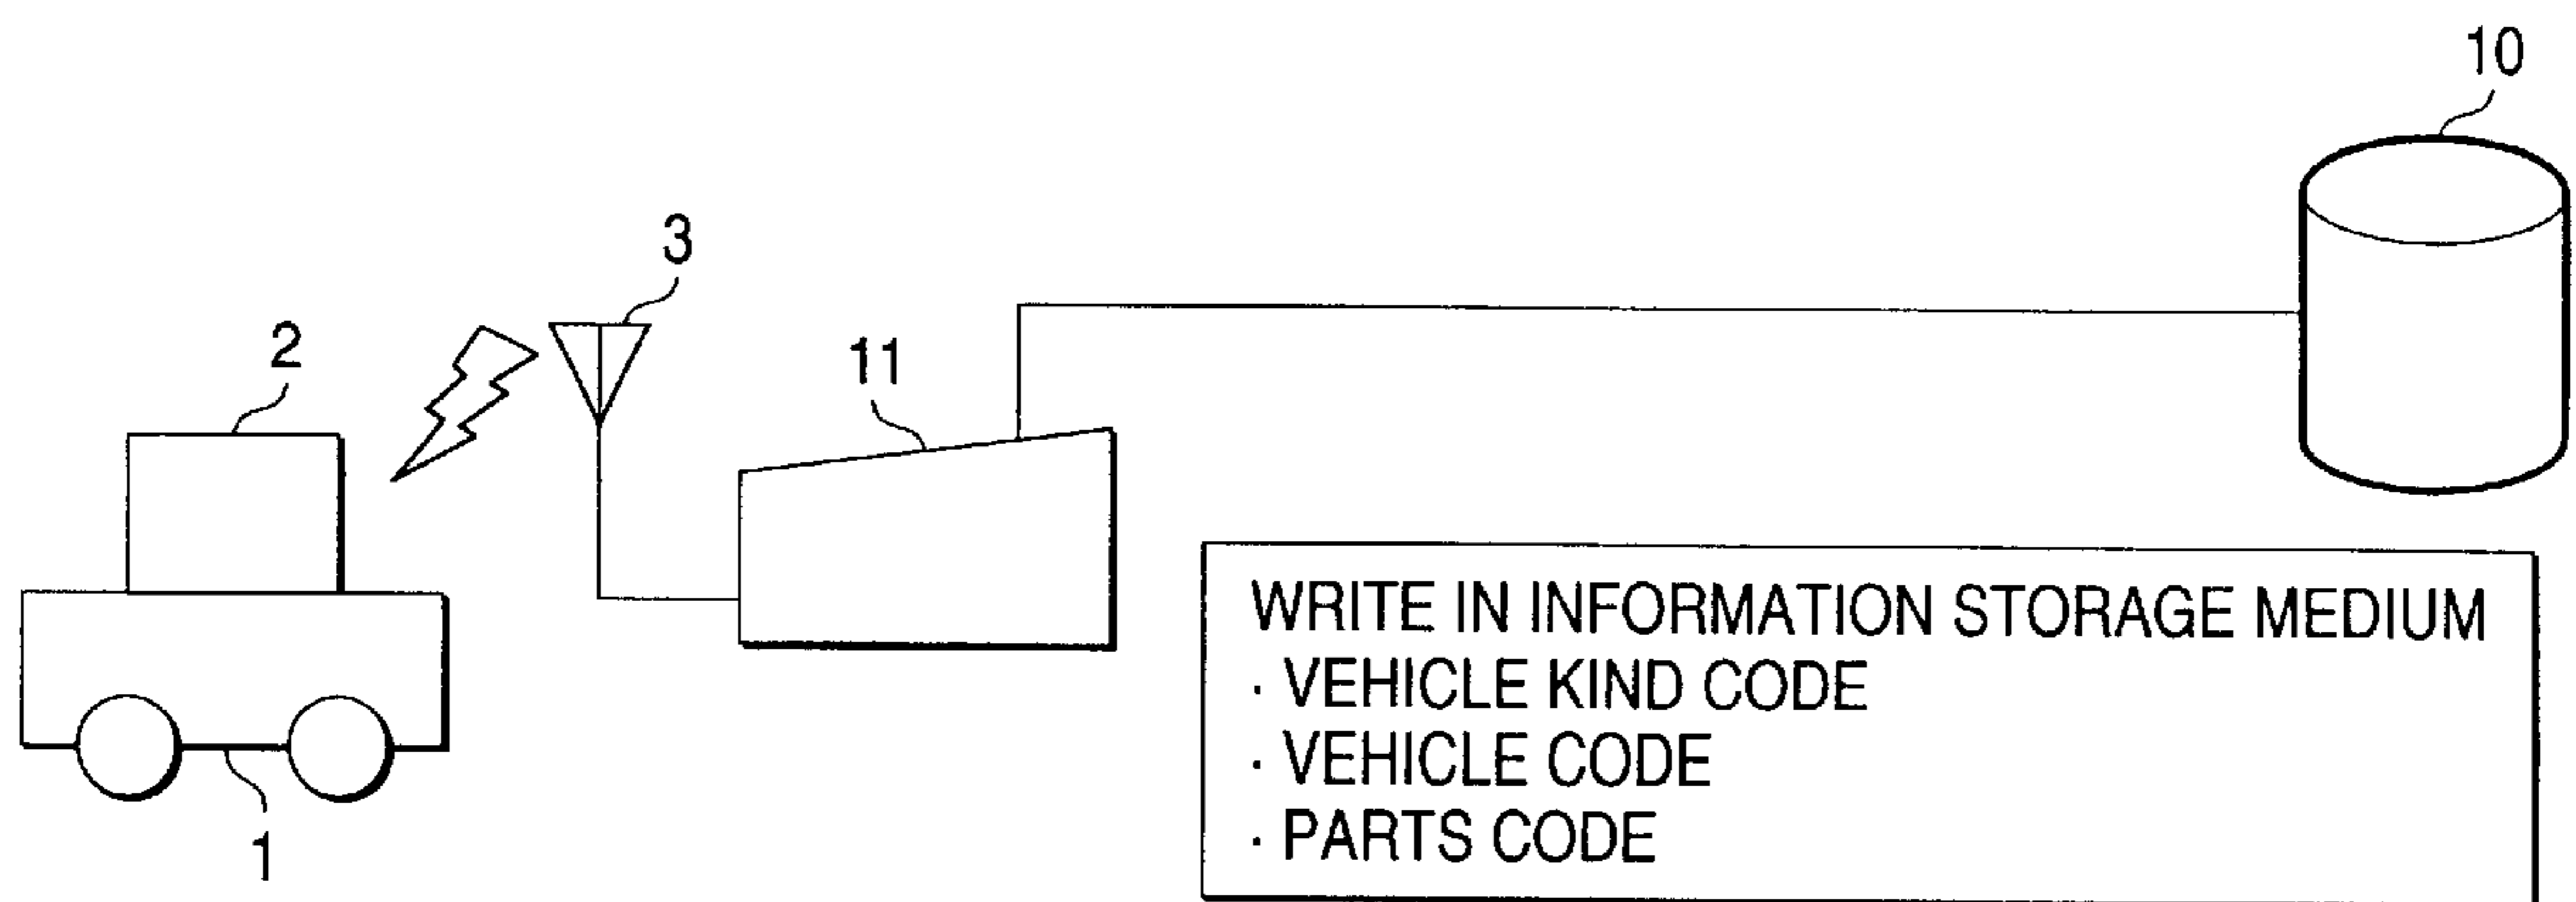 10
3
2
11
1
WRITE IN INFORMATION STORAGE MEDIUM
· VEHICLE KIND CODE
· VEHICLE CODE
· PARTS CODE